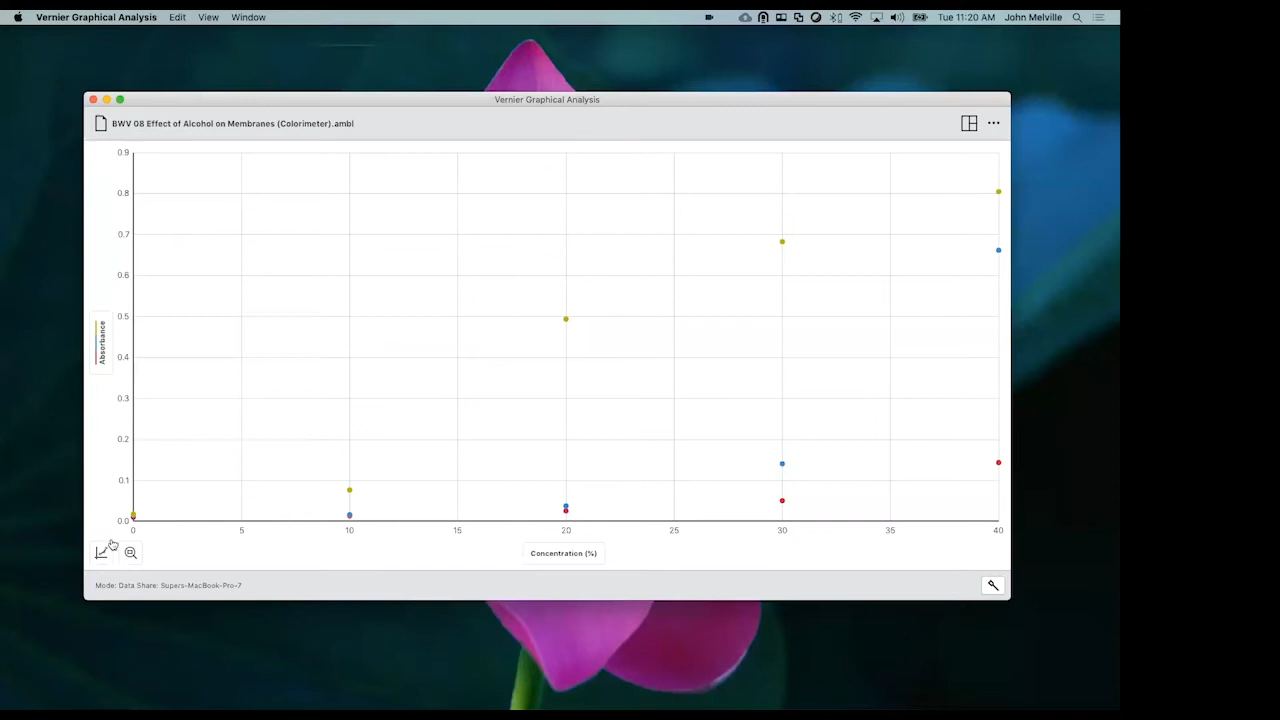 Vernier Graphical Analysis Edit View Window Tue 11:20 AM John Melville
Vernier Graphical Analysis
BWV 08 Effect of Alcohol on Membranes (Colorimeter).ambl
0.9
0.8
0.7
0.6
0.5
0.4
0.3
0.2
0.1
0.0
Absorbance
0 5 10 15 20 25 30 35 40
Concentration (%)
Mode: Data Share: Supers-MacBook-Pro-7